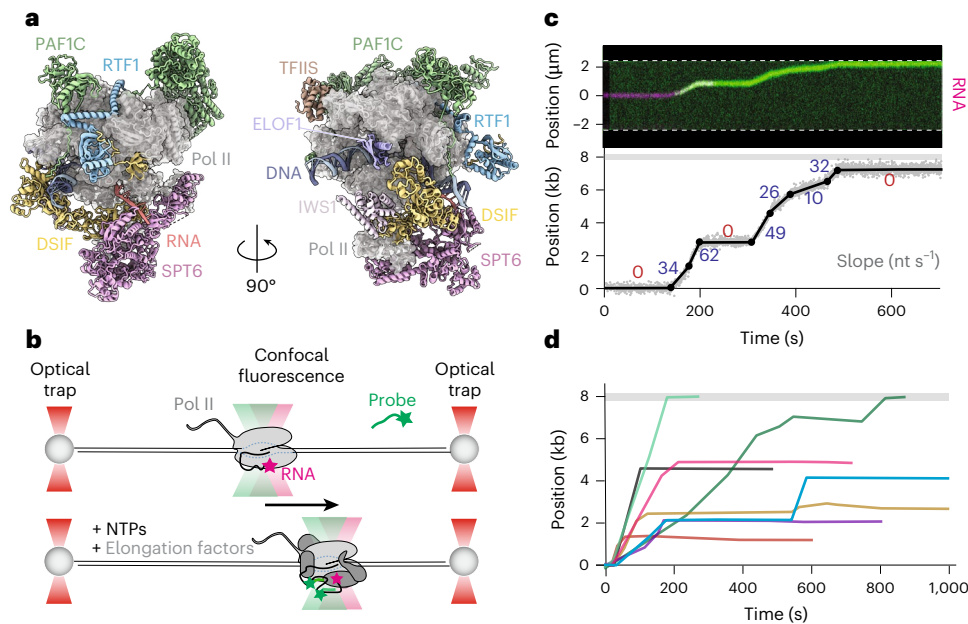 a
PAF1C
RTF1
Pol II
DSIF
RNA
SPT6
90°
PAF1C
TFIIS
ELOF1
RTF1
DNA
IWS1
DSIF
Pol II
SPT6
b
Optical
trap
Confocal
fluorescence
Optical
trap
Pol II
Probe
RNA
+ NTPs
+ Elongation factors
c
Position (μm)
2
0
–2
RNA
Position (kb)
8
6
4
2
0
0
34
62
0
49
26
10
32
0
Slope (nt s⁻¹)
0
200
400
600
Time (s)
d
Position (kb)
8
6
4
2
0
0
200
400
600
800
1,000
Time (s)